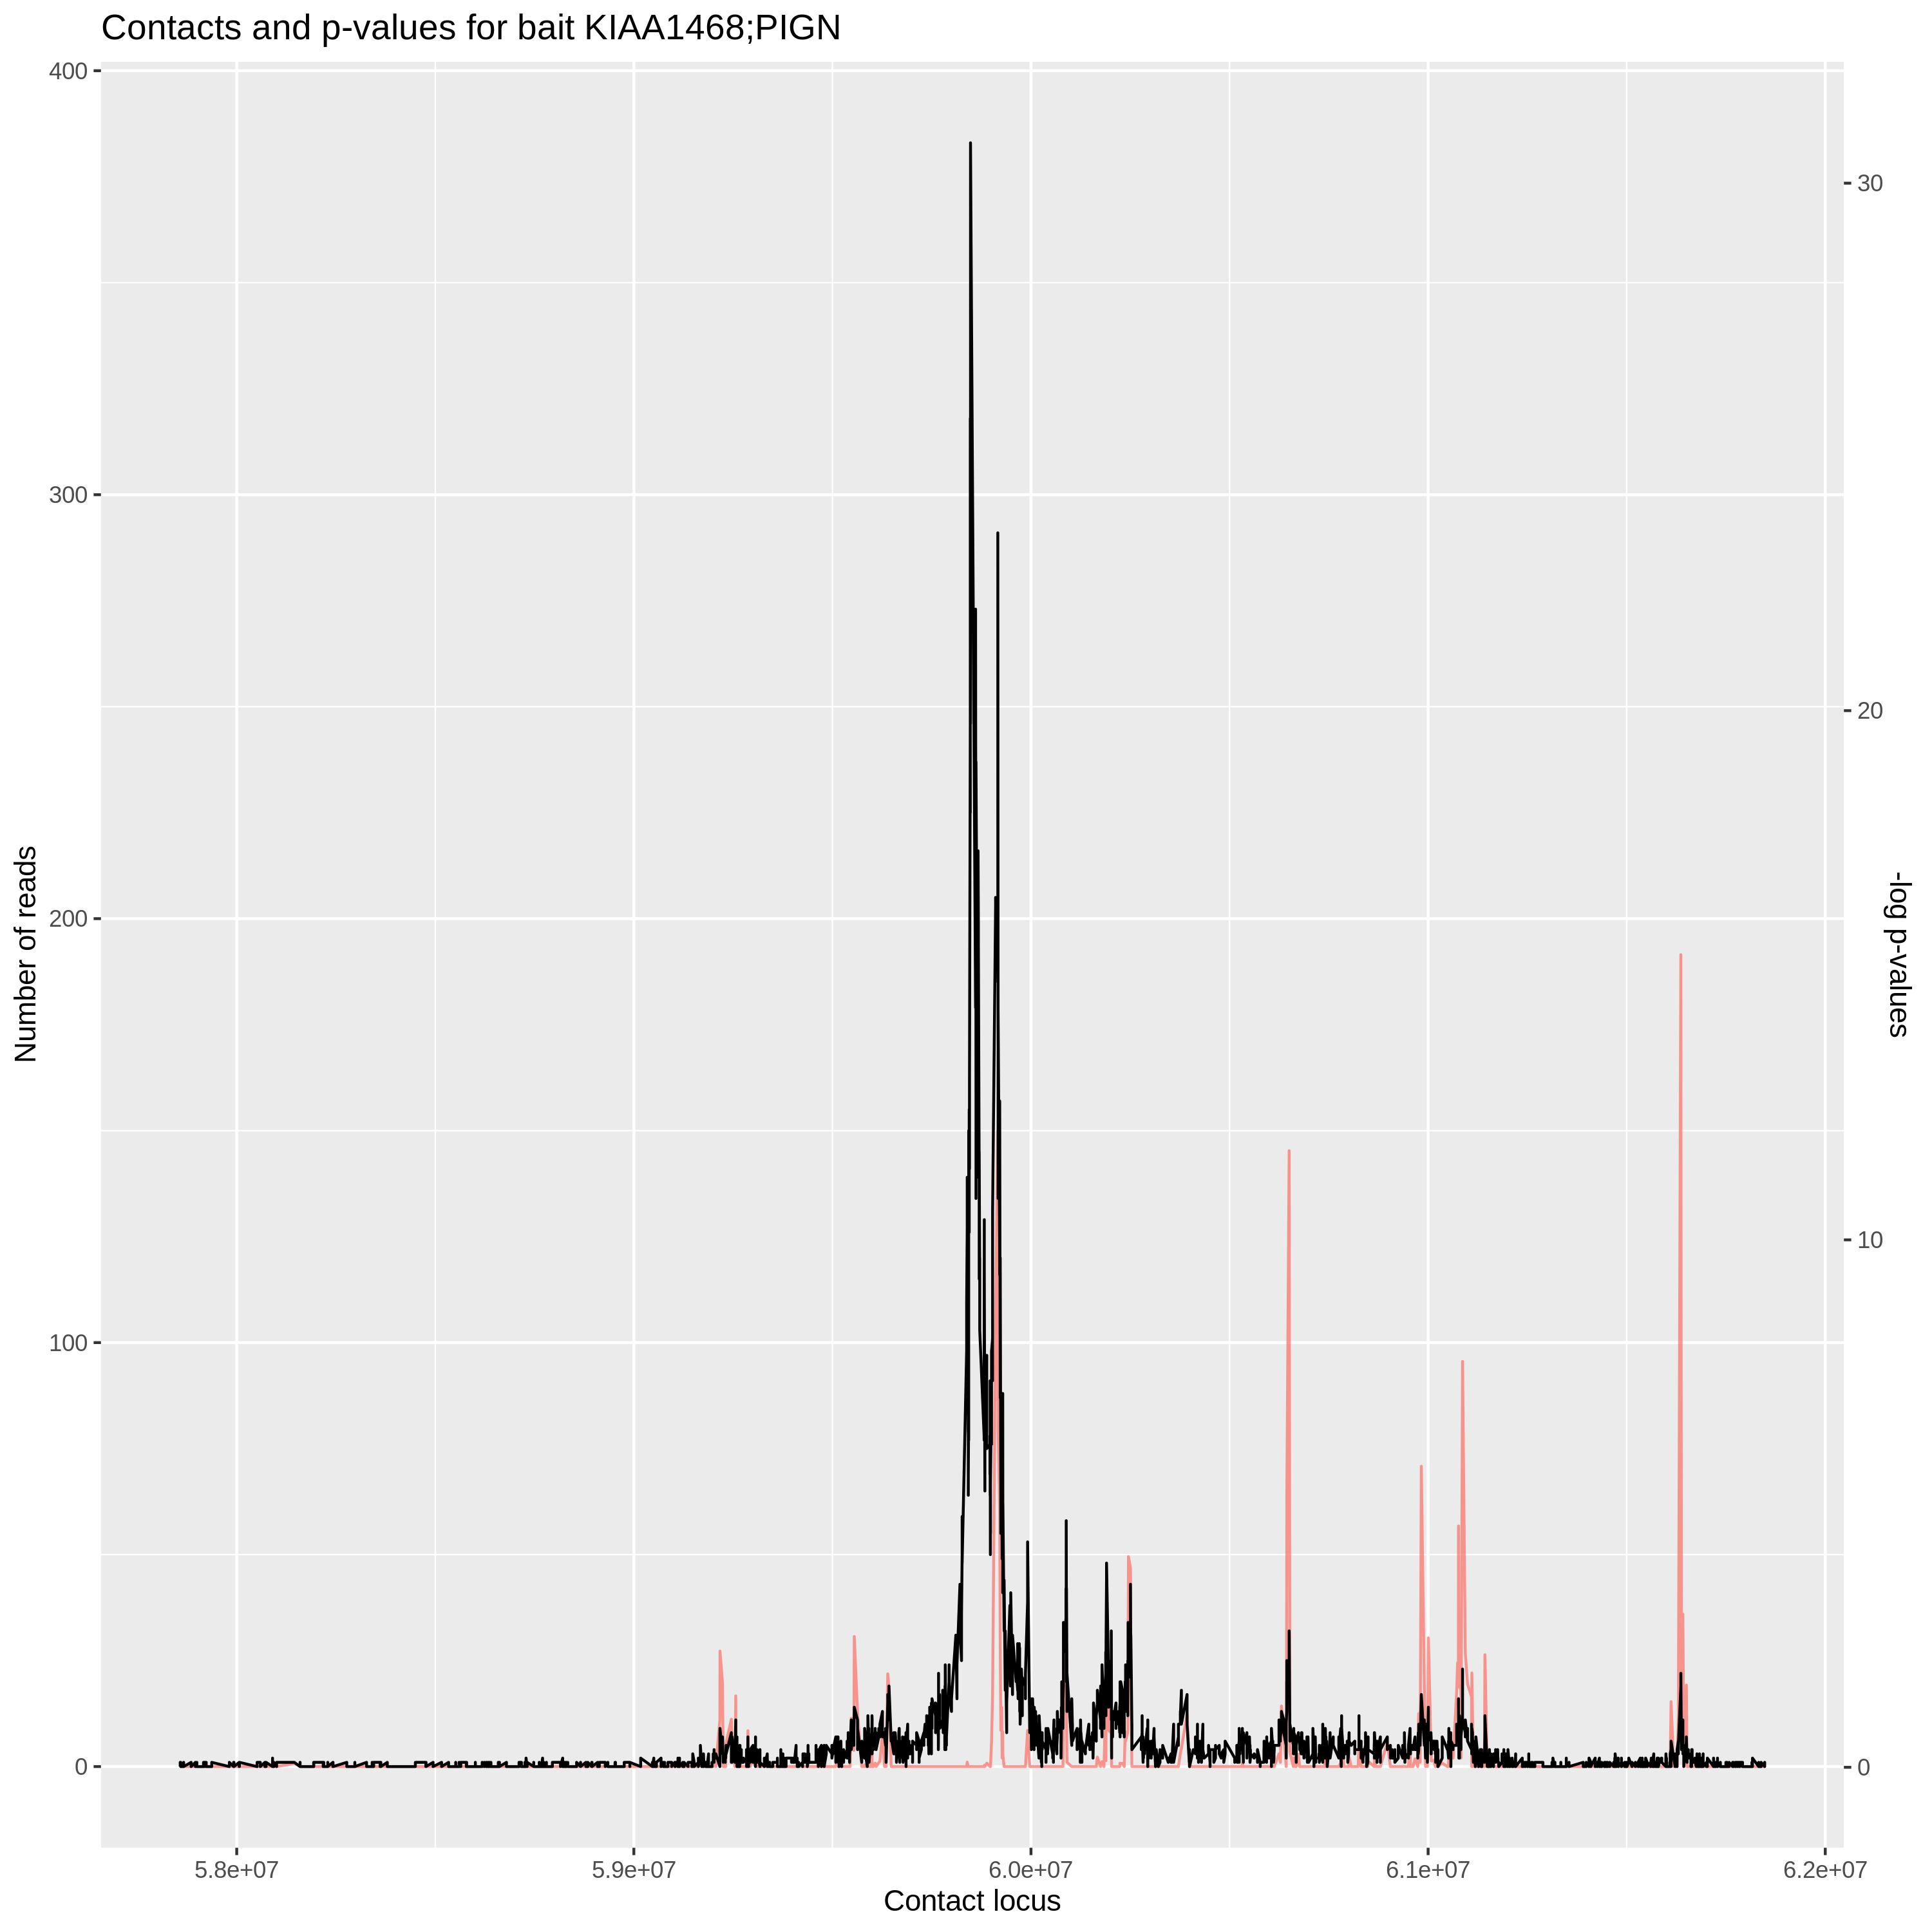 Contacts and p-values for bait KIAA1468;PIGN
400
300
200
100
0
Number of reads
30
20
10
0
-log p-values
5.8e+07
5.9e+07
6.0e+07
6.1e+07
6.2e+07
Contact locus